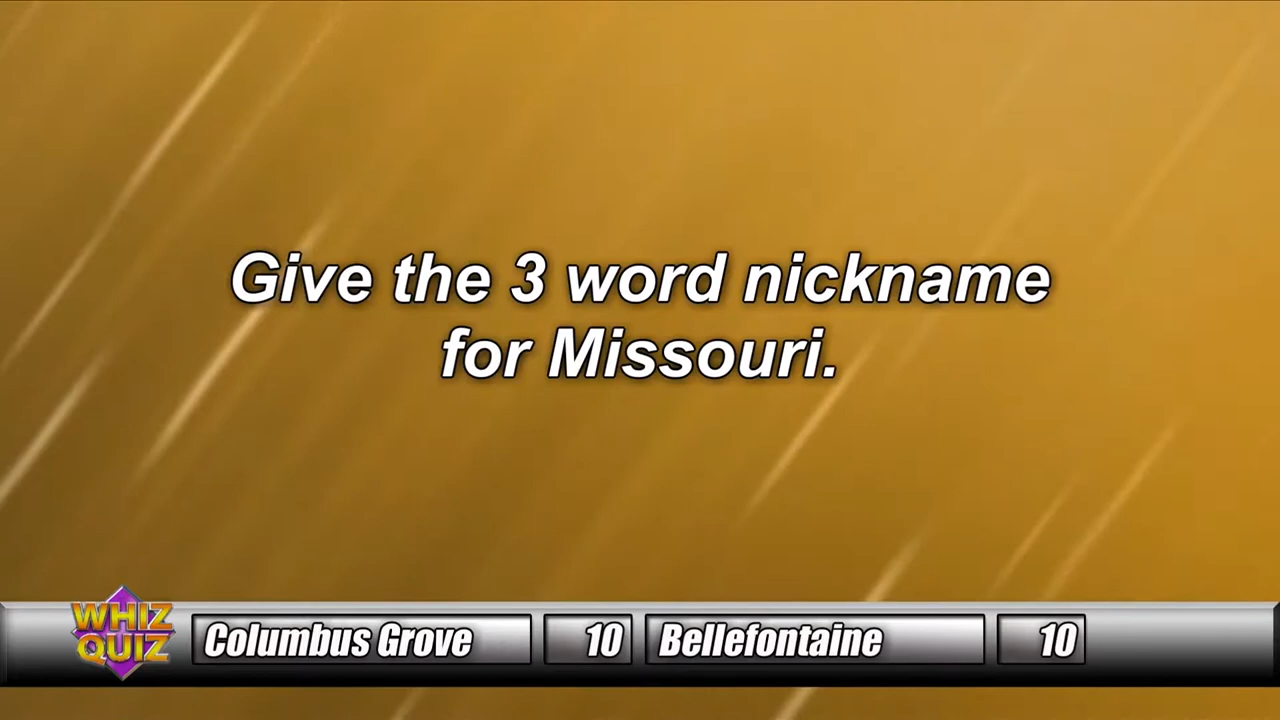 Give the 3 word nickname
for Missouri.
WHIZ
QUIZ
Columbus Grove 10 Bellefontaine 10